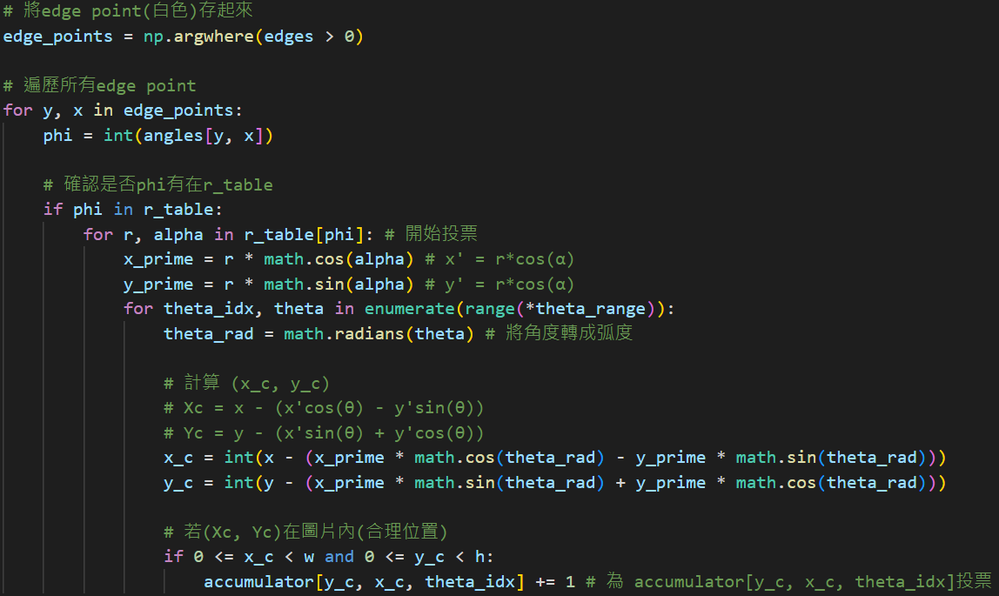 # 將edge point(白色)存起來
edge_points = np.argwhere(edges > 0)

# 遍歷所有edge point
for y, x in edge_points:
    phi = int(angles[y, x])

    # 確認是否phi有在r_table
    if phi in r_table:
        for r, alpha in r_table[phi]: # 開始投票
            x_prime = r * math.cos(alpha) # x' = r*cos(α)
            y_prime = r * math.sin(alpha) # y' = r*cos(α)
            for theta_idx, theta in enumerate(range(*theta_range)):
                theta_rad = math.radians(theta) # 將角度轉成弧度

                # 計算 (x_c, y_c)
                # Xc = x - (x'cos(θ) - y'sin(θ))
                # Yc = y - (x'sin(θ) + y'cos(θ))
                x_c = int(x - (x_prime * math.cos(theta_rad) - y_prime * math.sin(theta_rad)))
                y_c = int(y - (x_prime * math.sin(theta_rad) + y_prime * math.cos(theta_rad)))

                # 若(Xc, Yc)在圖片內(合理位置)
                if 0 <= x_c < w and 0 <= y_c < h:
                    accumulator[y_c, x_c, theta_idx] += 1 # 為 accumulator[y_c, x_c, theta_idx]投票